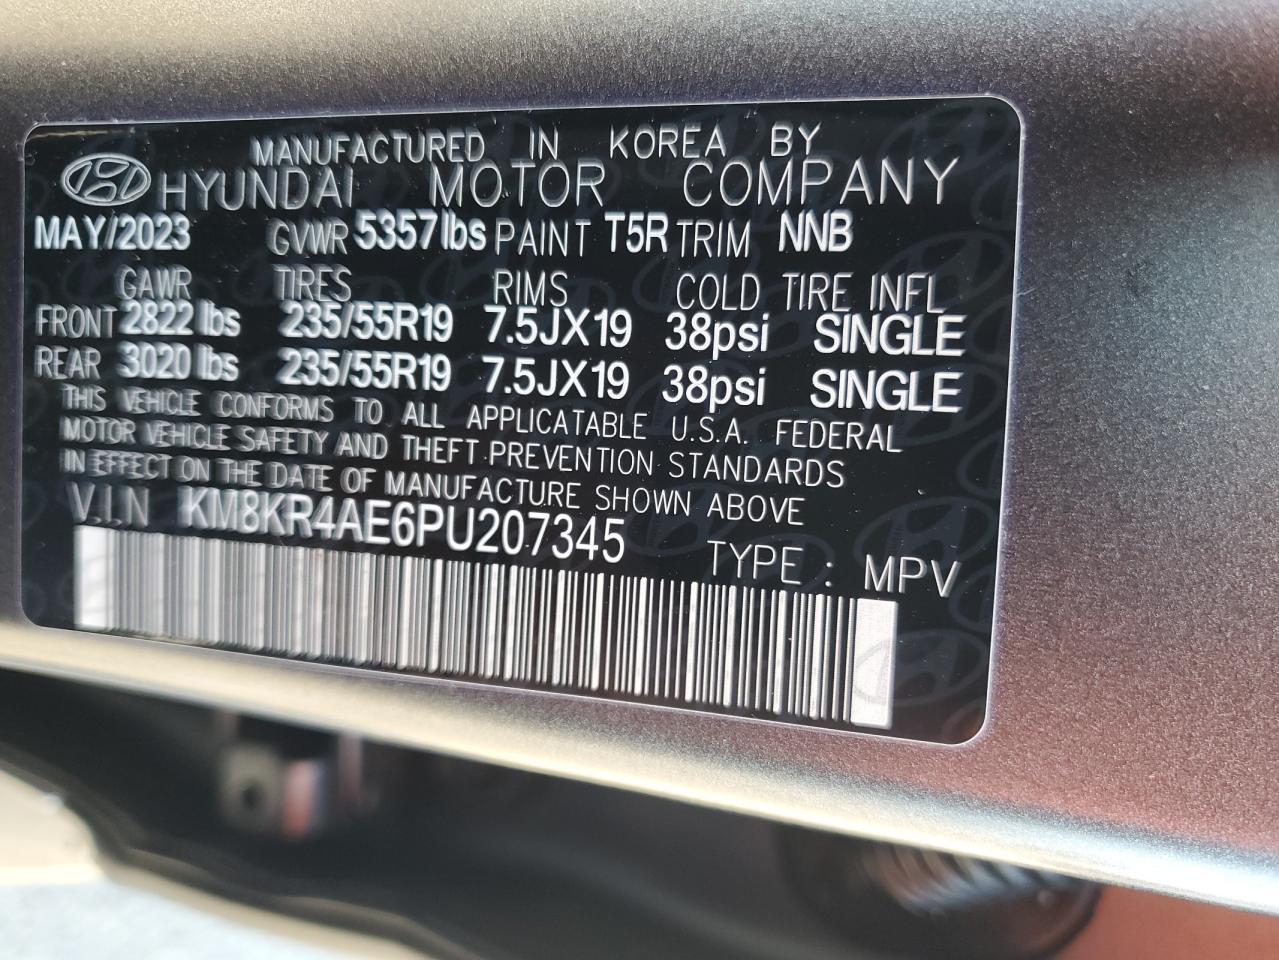 MANUFACTURED IN KOREA BY
HYUNDAI MOTOR COMPANY
MAY/2023 GVWR 5357lbs PAINT T5R TRIM NNB
GAWR TIRES RIMS COLD TIRE INFL
FRONT 2822 lbs 235/55R19 7.5JX19 38psi SINGLE
REAR 3020 lbs 235/55R19 7.5JX19 38psi SINGLE
THIS VEHICLE CONFORMS TO ALL APPLICATABLE U.S.A. FEDERAL
MOTOR VEHICLE SAFETY AND THEFT PREVENTION STANDARDS
IN EFFECT ON THE DATE OF MANUFACTURE SHOWN ABOVE
V.I.N KM8KR4AE6PU207345
TYPE : MPV